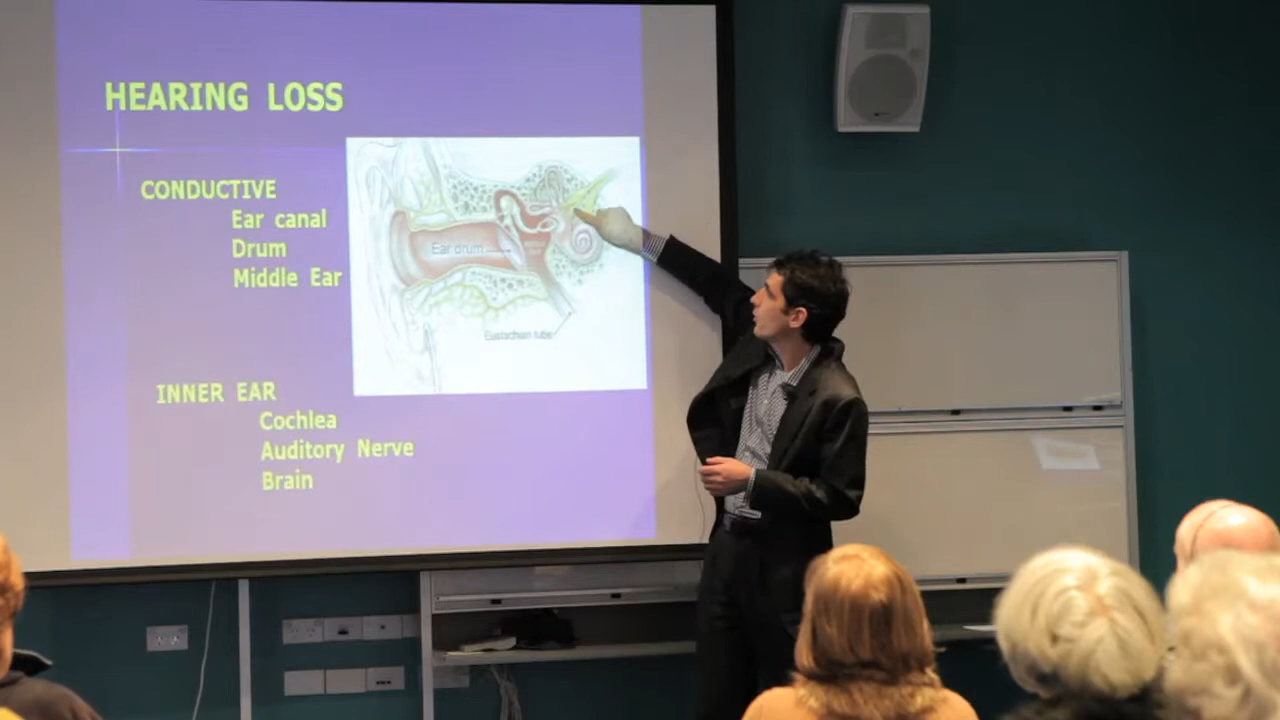 HEARING LOSS
CONDUCTIVE
Ear canal
Drum
Middle Ear
Ear drum
Eustachian tube
INNER EAR
Cochlea
Auditory Nerve
Brain